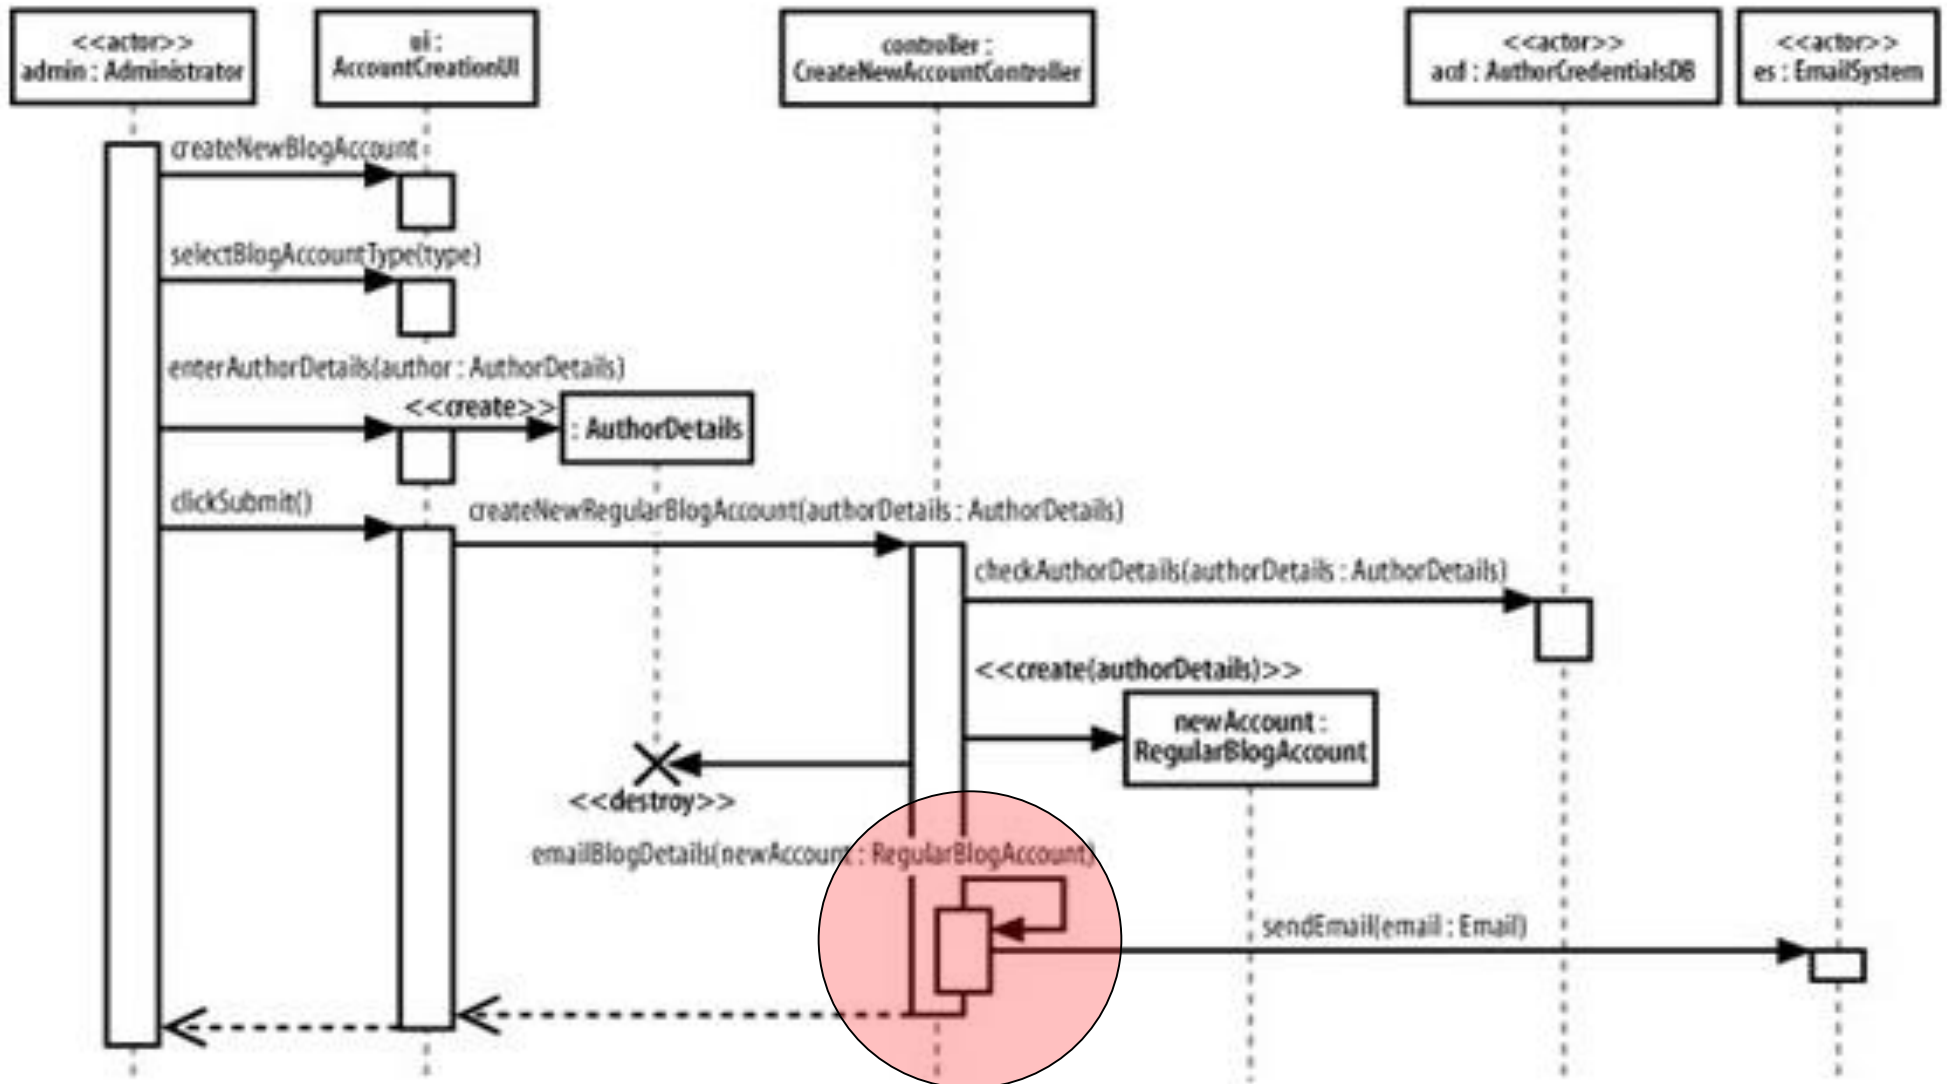 <<actor>>
admin : Administrator
ui :
AccountCreationUI
controller :
CreateNewAccountController
<<actor>>
acd : AuthorCredentialsDB
<<actor>>
es : EmailSystem
createNewBlogAccount
selectBlogAccountType(type)
enterAuthorDetails(author : AuthorDetails)
<<create>>
: AuthorDetails
clickSubmit()
createNewRegularBlogAccount(authorDetails : AuthorDetails)
checkAuthorDetails(authorDetails : AuthorDetails)
<<create(authorDetails)>>
newAccount :
RegularBlogAccount
<<destroy>>
emailBlogDetails(newAccount : RegularBlogAccount)
sendEmail(email : Email)